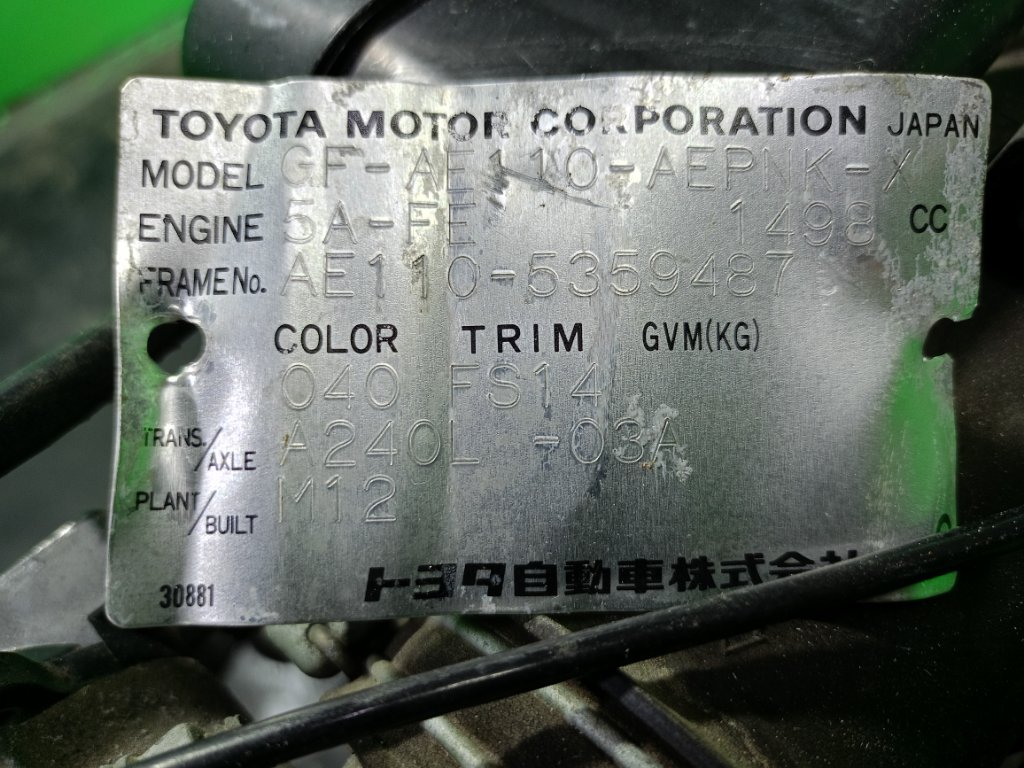 TOYOTA MOTOR CORPORATION JAPAN
MODEL GF-AE110-AEPNK-X
ENGINE 5A-FE 1498 CC
FRAME No. AE110-5359487
COLOR TRIM GVM(KG)
040 FS14
TRANS./AXLE A240L -03A
PLANT/BUILT M12
トヨタ自動車株式会社
30881